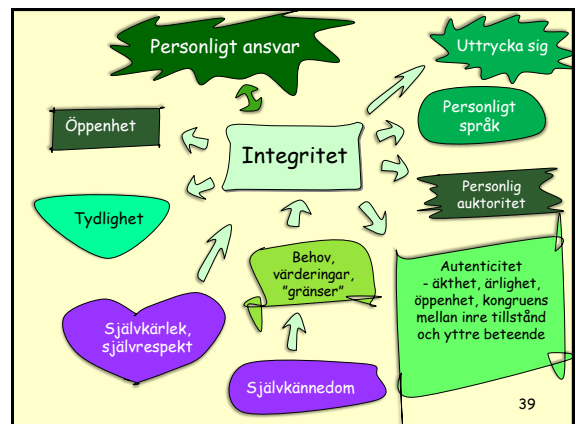 Personligt ansvar
Uttrycka sig
Öppenhet
Personligt
språk
Integritet
Personlig
auktoritet
Tydlighet
Behov,
värderingar,
"gränser"
Autenticitet
- äkthet, ärlighet,
öppenhet, kongruens
mellan inre tillstånd
och yttre beteende
Självkärlek,
självrespekt
Självkännedom
39